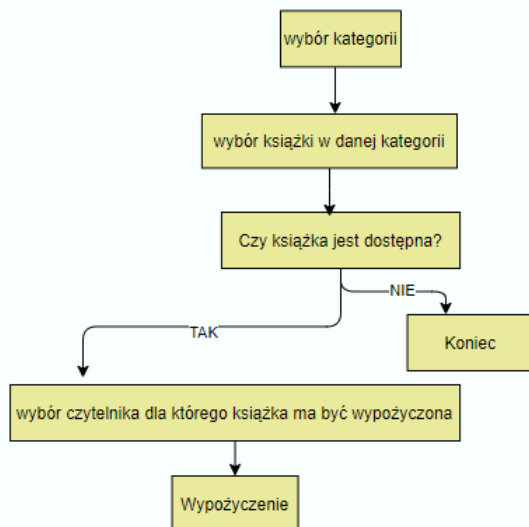 wybór kategorii
wybór książki w danej kategorii
Czy książka jest dostępna?
NIE
TAK
Koniec
wybór czytelnika dla którego książka ma być wypożyczona
Wypożyczenie